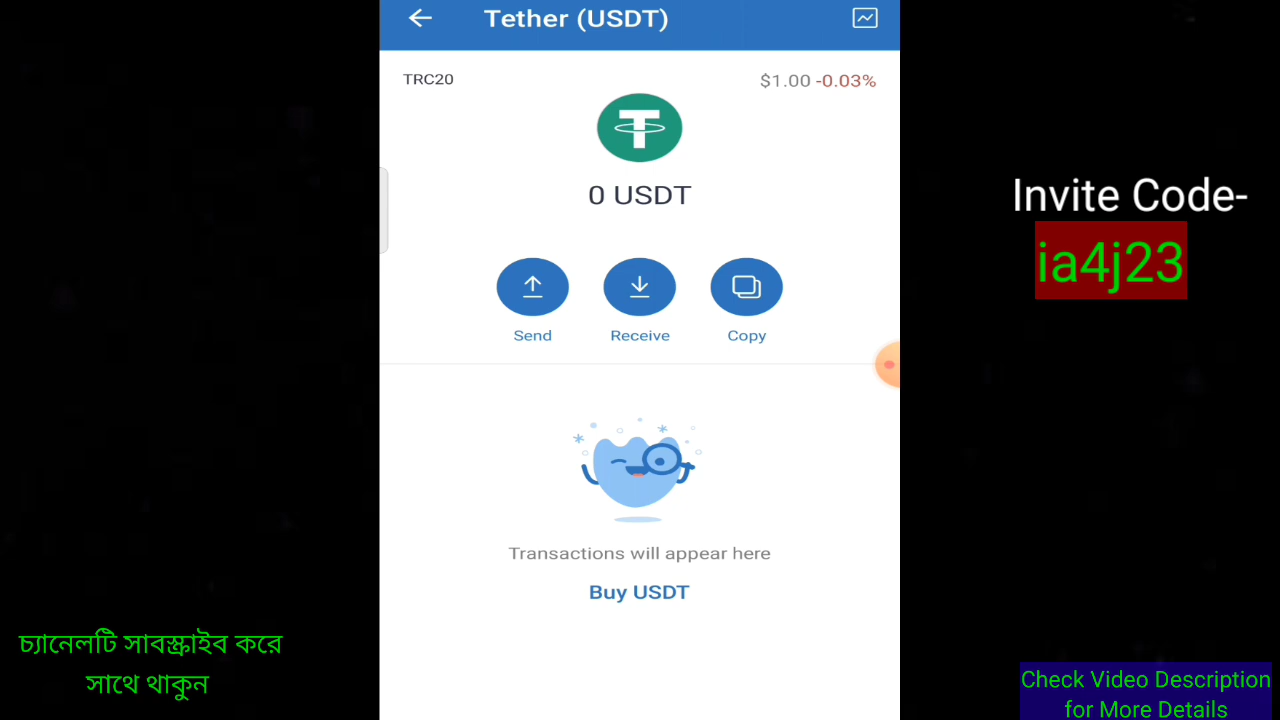 Tether (USDT)
TRC20
$1.00 -0.03%
0 USDT
Send
Receive
Copy
Transactions will appear here
Buy USDT
Invite Code-
ia4j23
চ্যানেলটি সাবস্ক্রাইব করে
সাথে থাকুন
Check Video Description
for More Details